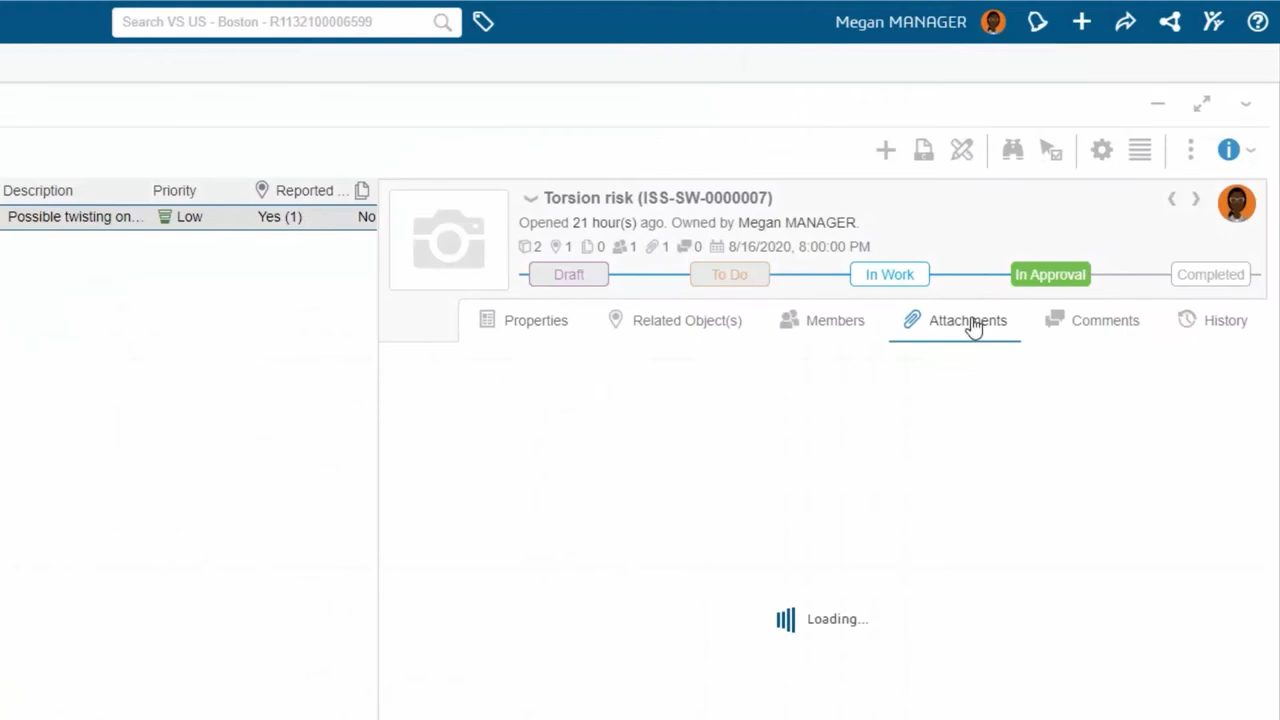 Search VS US - Boston - R1132100006599
Megan MANAGER
Description Priority Reported ...
Possible twisting on... Low Yes (1) No
Torsion risk (ISS-SW-0000007)
Opened 21 hour(s) ago. Owned by Megan MANAGER.
2 1 0 1 1 0 8/16/2020, 8:00:00 PM
Draft To Do In Work In Approval Completed
Properties Related Object(s) Members Attachments Comments History
Loading...